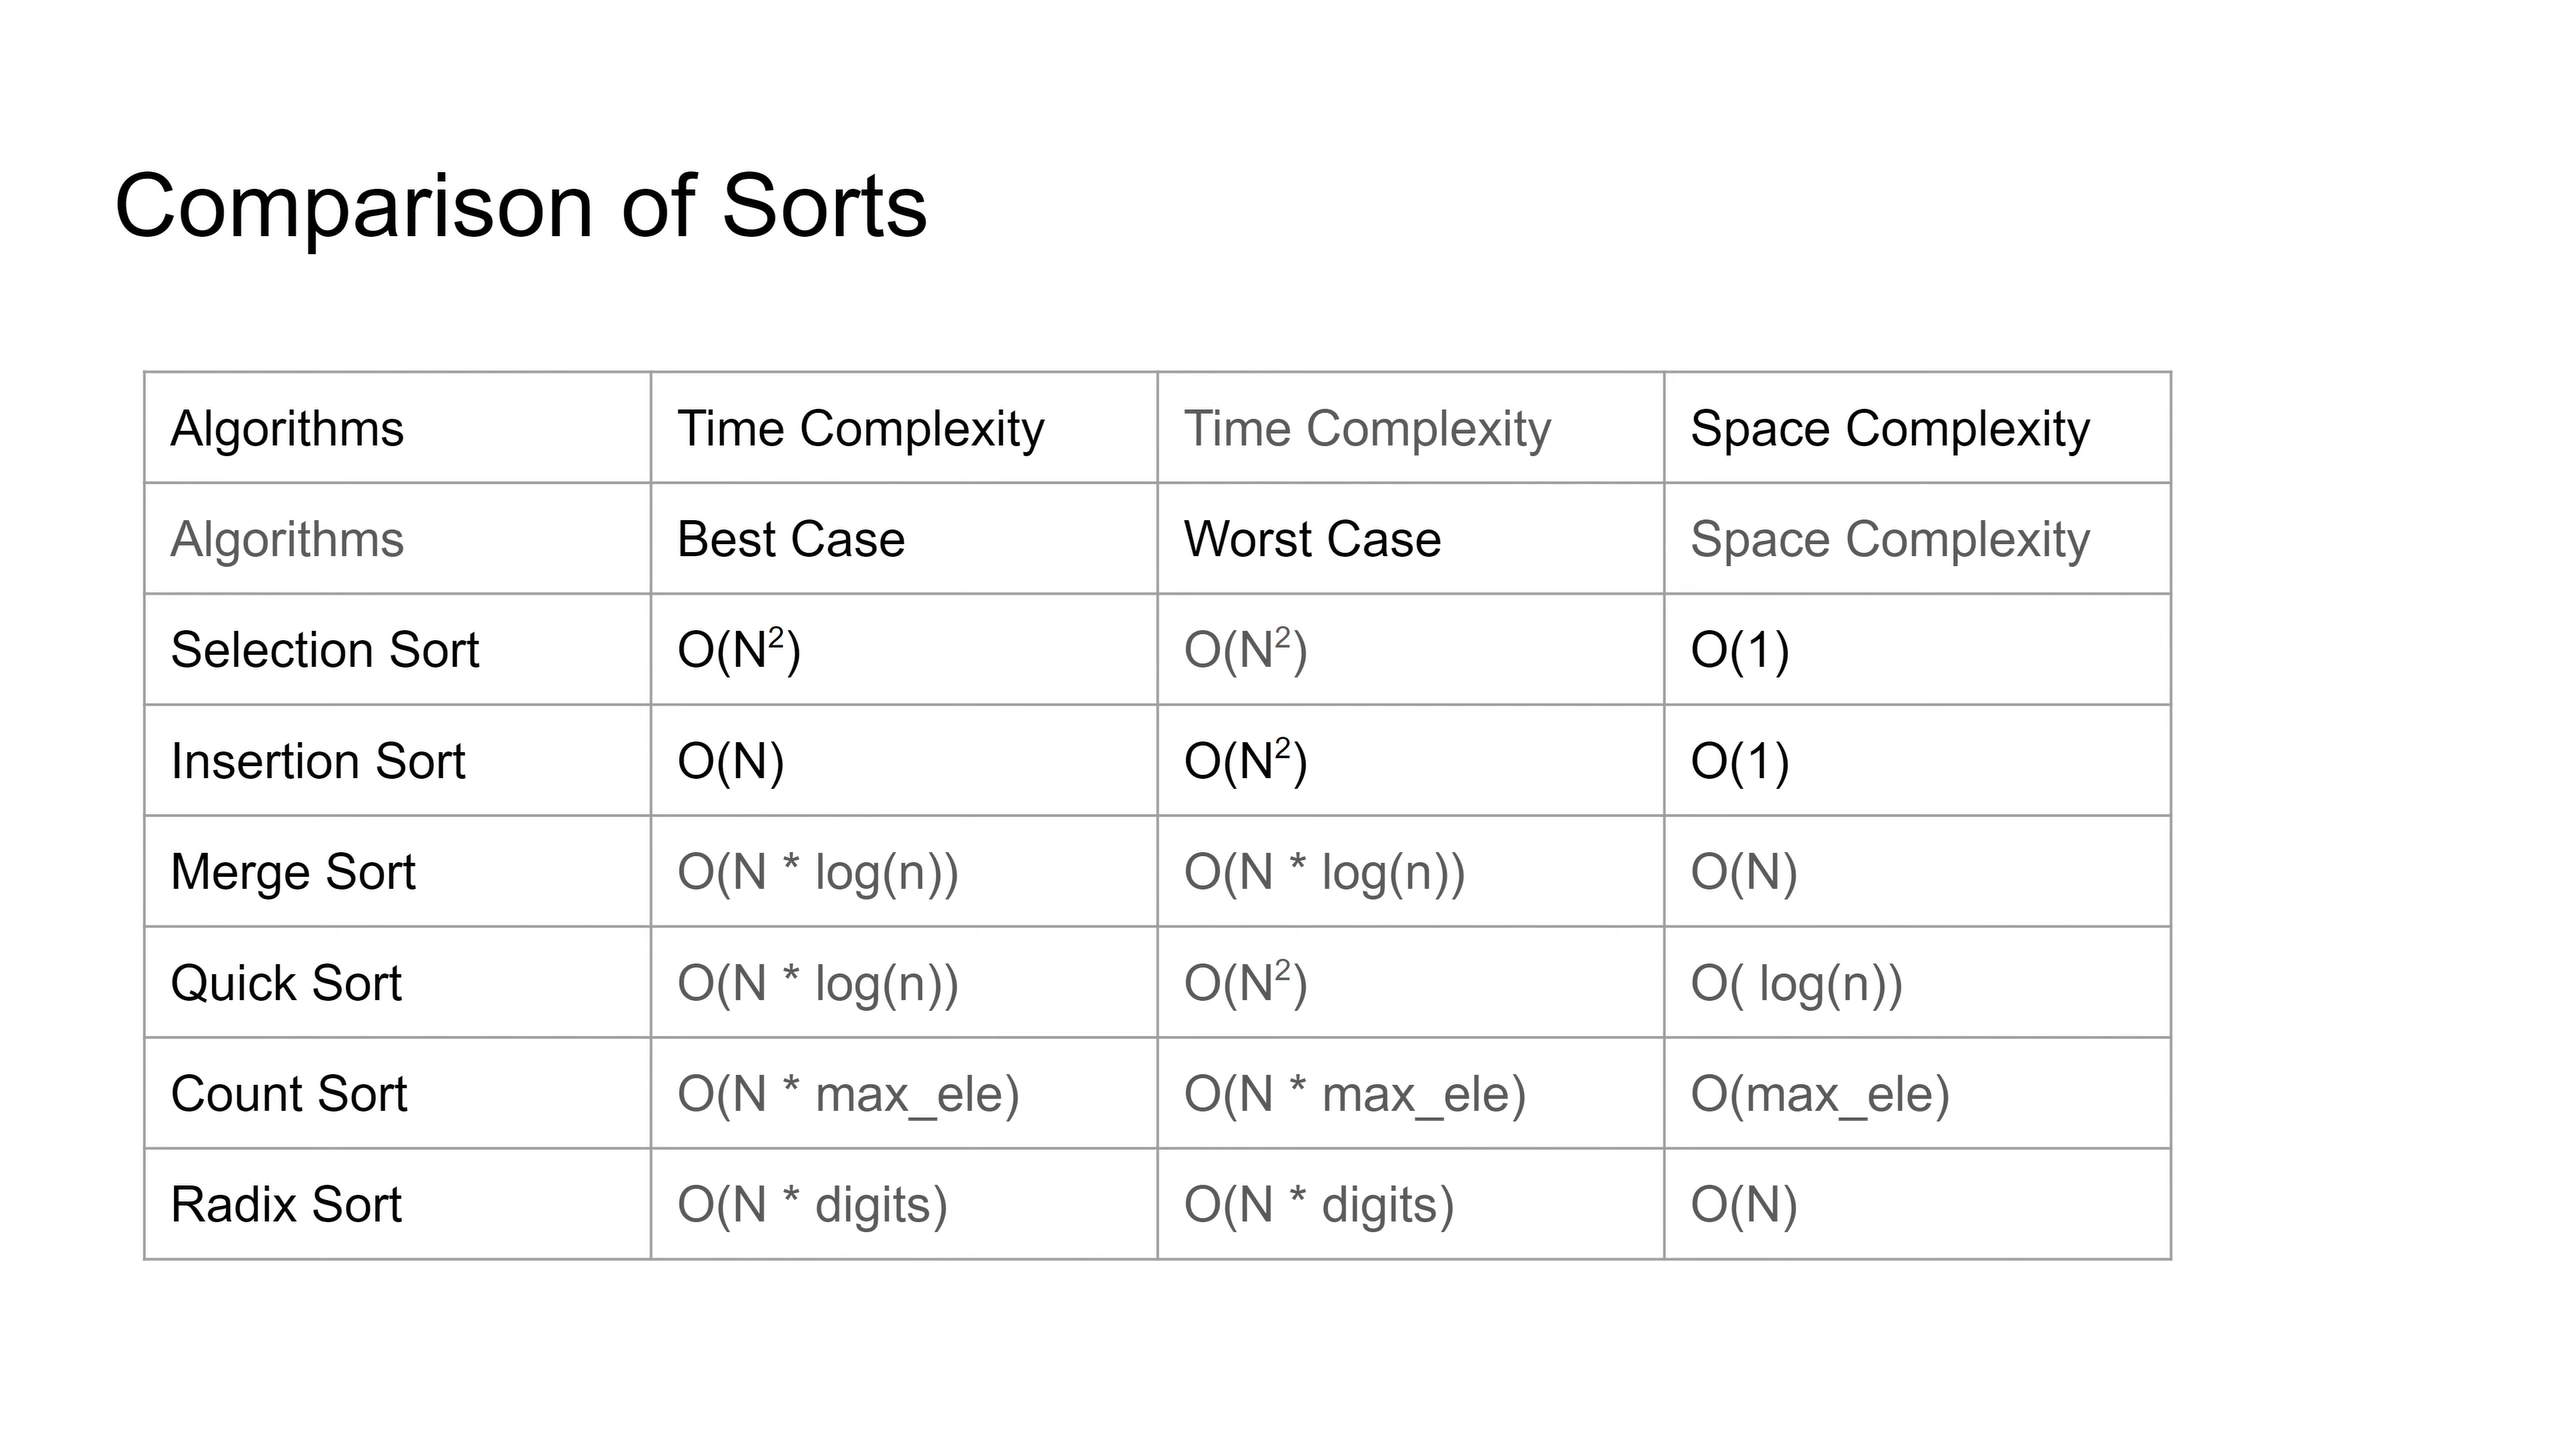 Comparison of Sorts
Algorithms Time Complexity Time Complexity Space Complexity
Algorithms Best Case Worst Case Space Complexity
Selection Sort O(N²) O(N²) O(1)
Insertion Sort O(N) O(N²) O(1)
Merge Sort O(N * log(n)) O(N * log(n)) O(N)
Quick Sort O(N * log(n)) O(N²) O( log(n))
Count Sort O(N * max_ele) O(N * max_ele) O(max_ele)
Radix Sort O(N * digits) O(N * digits) O(N)